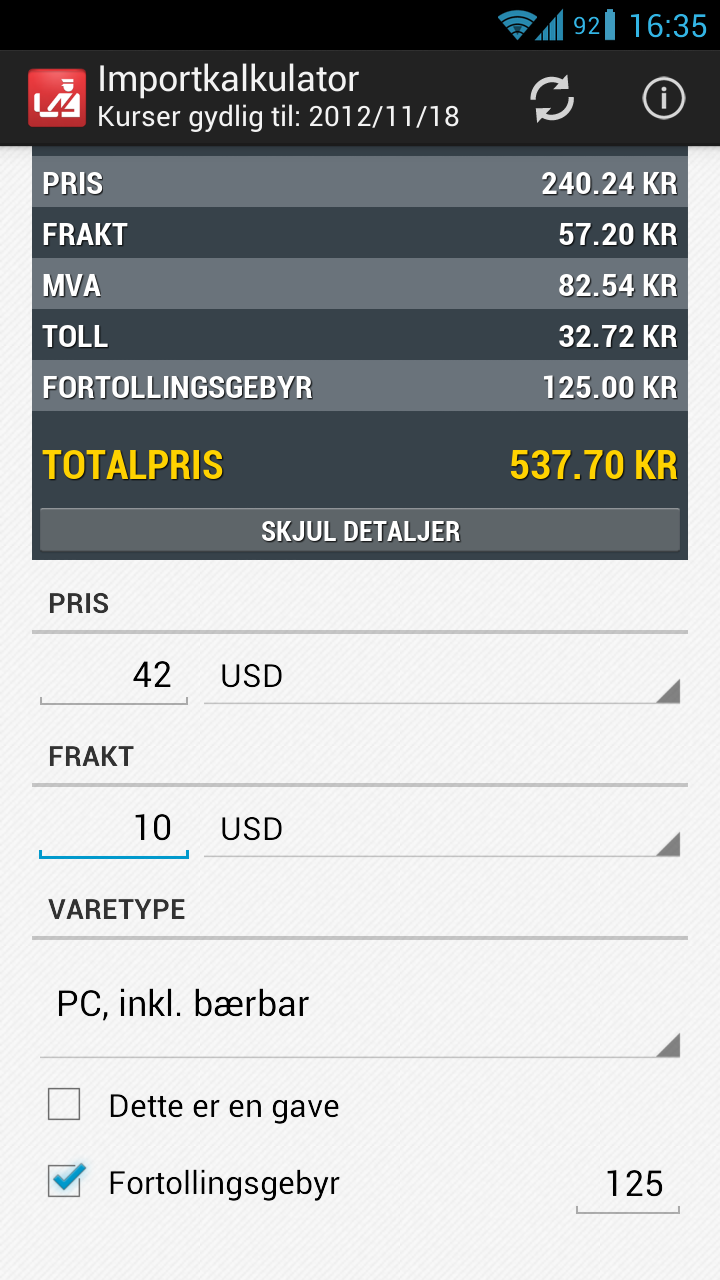 92 16:35
Importkalkulator
Kurser gydlig til: 2012/11/18
PRIS 240.24 KR
FRAKT 57.20 KR
MVA 82.54 KR
TOLL 32.72 KR
FORTOLLINGSGEBYR 125.00 KR
TOTALPRIS 537.70 KR
SKJUL DETALJER
PRIS
42 USD
FRAKT
10 USD
VARETYPE
PC, inkl. bærbar
Dette er en gave
Fortollingsgebyr 125